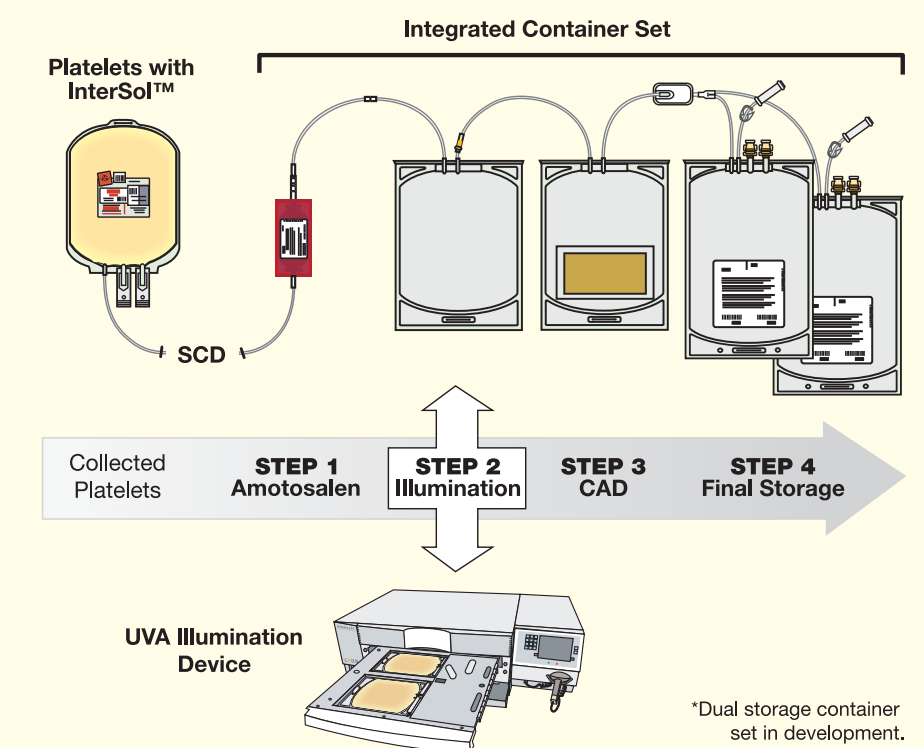 Integrated Container Set
Platelets with
InterSol™
SCD
Collected
Platelets
STEP 1
Amotosalen
STEP 2
Illumination
STEP 3
CAD
STEP 4
Final Storage
UVA Illumination
Device
*Dual storage container
set in development.